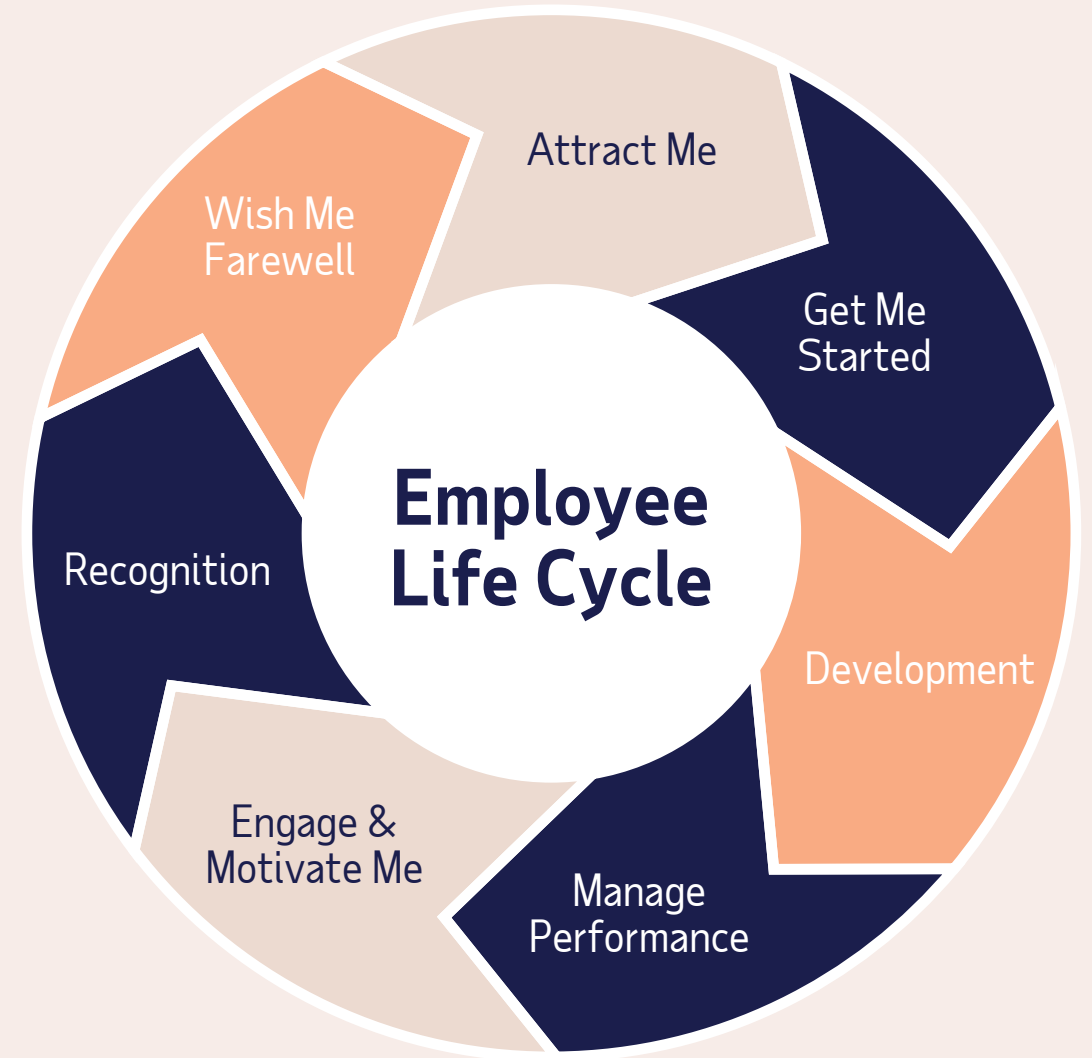 Attract Me
Get Me
Started
Development
Manage
Performance
Engage &
Motivate Me
Recognition
Wish Me
Farewell
Employee
Life Cycle